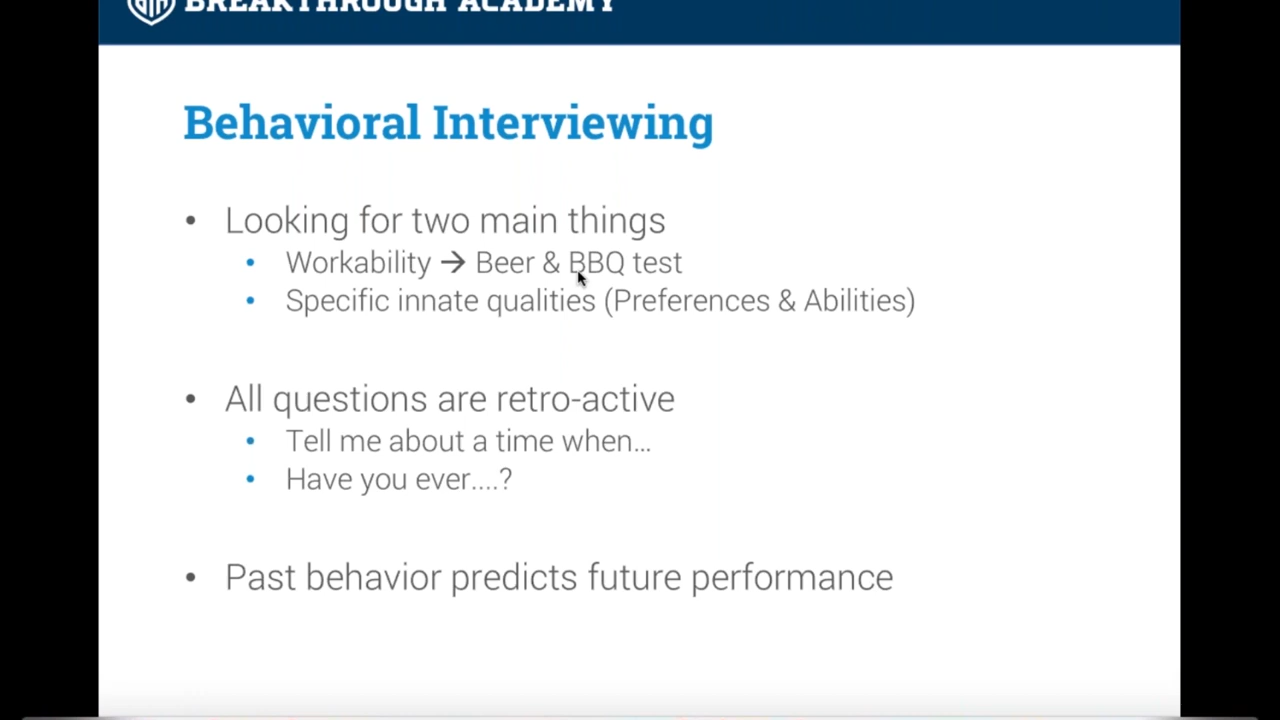 BREAKTHROUGH ACADEMY
Behavioral Interviewing
• Looking for two main things
• Workability → Beer & BBQ test
• Specific innate qualities (Preferences & Abilities)
• All questions are retro-active
• Tell me about a time when...
• Have you ever....?
• Past behavior predicts future performance